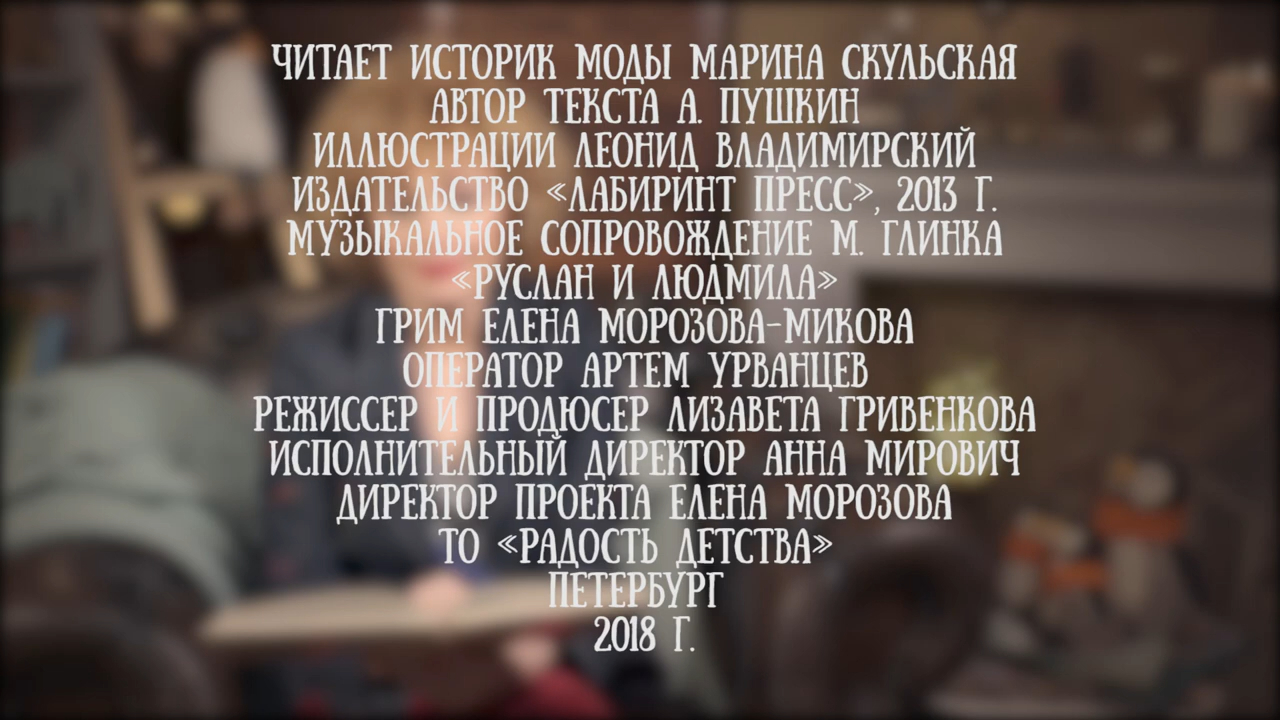 ЧИТАЕТ ИСТОРИК МОДЫ МАРИНА СКУЛЬСКАЯ
АВТОР ТЕКСТА А. ПУШКИН
ИЛЛЮСТРАЦИИ ЛЕОНИД ВЛАДИМИРСКИЙ
ИЗДАТЕЛЬСТВО «ЛАБИРИНТ ПРЕСС», 2013 Г.
МУЗЫКАЛЬНОЕ СОПРОВОЖДЕНИЕ М. ГЛИНКА
«РУСЛАН И ЛЮДМИЛА»
ГРИМ ЕЛЕНА МОРОЗОВА-МИКОВА
ОПЕРАТОР АРТЕМ УРВАНЦЕВ
РЕЖИССЕР И ПРОДЮСЕР ЛИЗАВЕТА ГРИВЕНКОВА
ИСПОЛНИТЕЛЬНЫЙ ДИРЕКТОР АННА МИРОВИЧ
ДИРЕКТОР ПРОЕКТА ЕЛЕНА МОРОЗОВА
ТО «РАДОСТЬ ДЕТСТВА»
ПЕТЕРБУРГ
2018 Г.